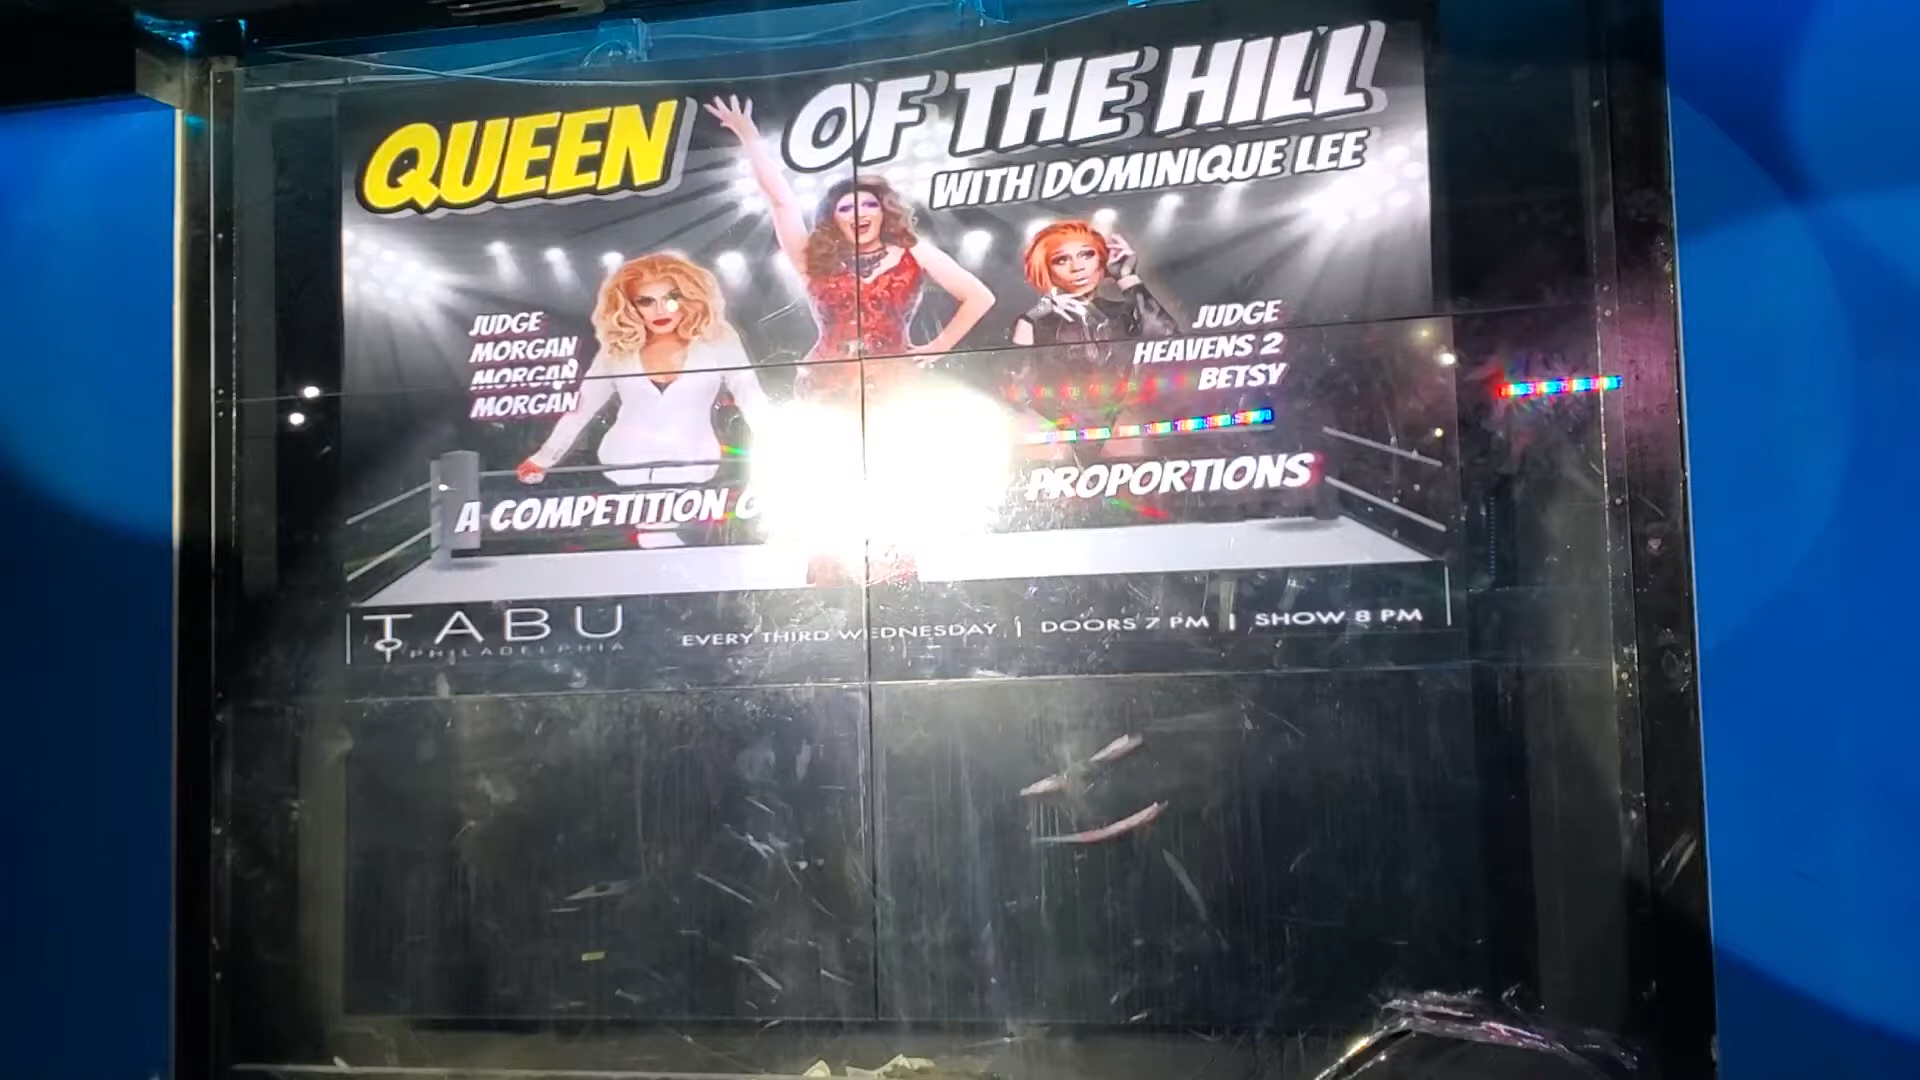 QUEEN OF THE HILL
WITH DOMINIQUE LEE
JUDGE
MORGAN
MORGAN
MORGAN
JUDGE
HEAVENS 2
BETSY
A COMPETITION
PROPORTIONS
TABU
PHILADELPHIA
EVERY THIRD WEDNESDAY | DOORS 7 PM | SHOW 8 PM